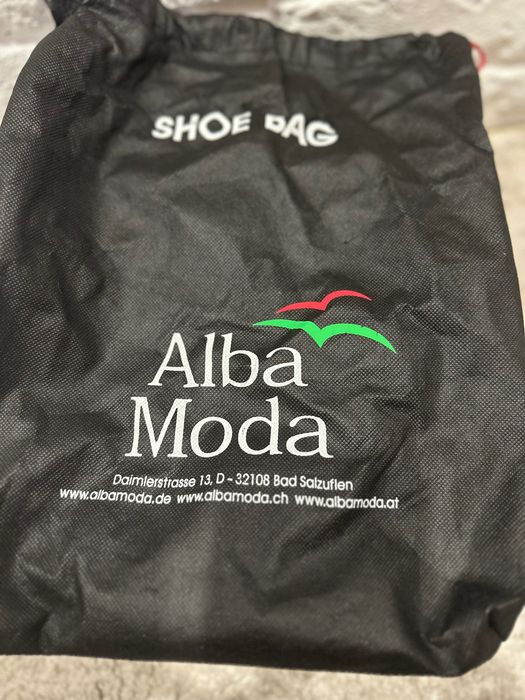 SHOE BAG
Alba
Moda
Daimlerstrasse 13, D - 32108 Bad Salzuflen
www.albamoda.de www.albamoda.ch www.albamoda.at